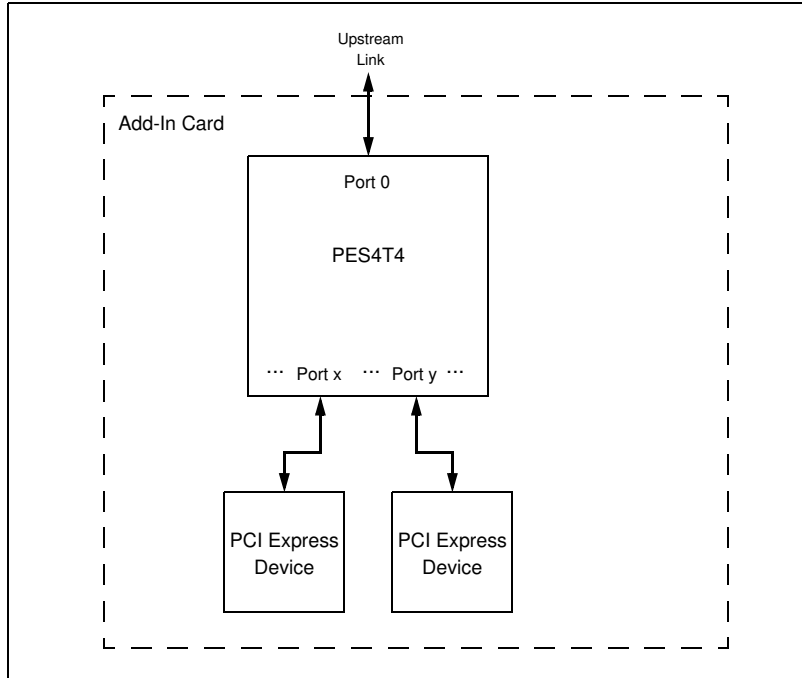 Upstream
Link
Add-In Card
Port 0
PES4T4
... Port x ... Port y ...
PCI Express
Device
PCI Express
Device